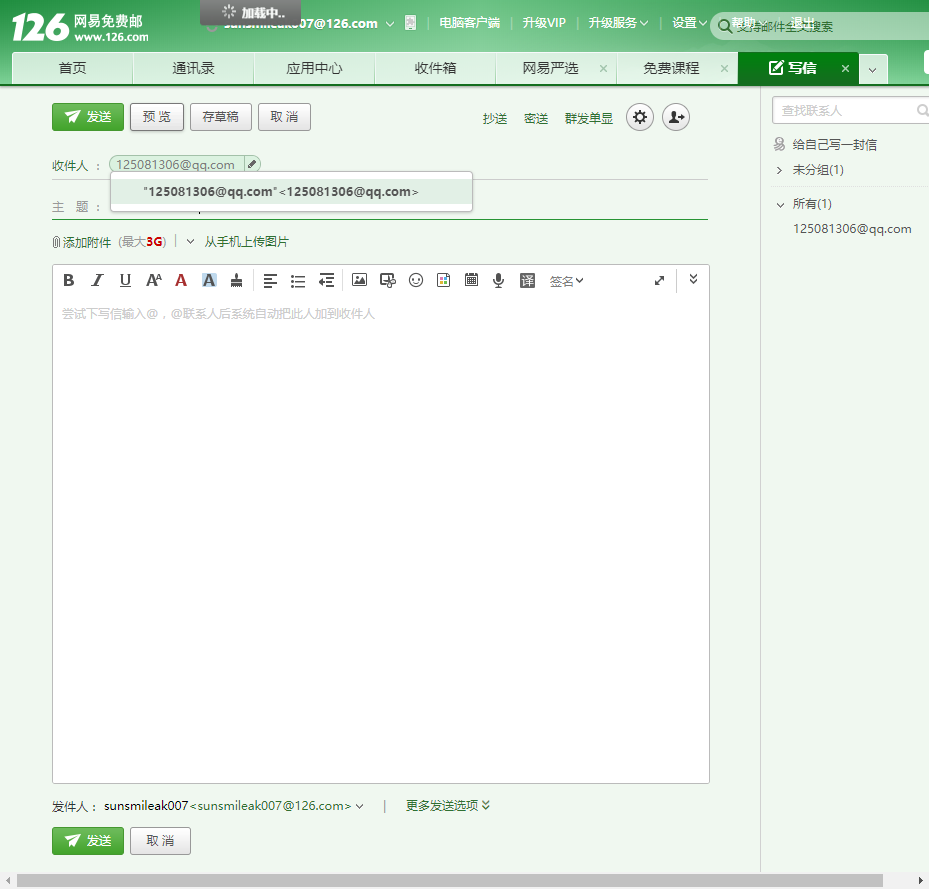 126 网易免费邮
www.126.com
加载中..
07@126.com
电脑客户端
升级VIP
升级服务
设置
支持邮件全文搜索
首页
通讯录
应用中心
收件箱
网易严选 ×
免费课程 ×
写信 ×
发送
预 览
存草稿
取 消
抄送
密送
群发单显
收件人：
125081306@qq.com
"125081306@qq.com"<125081306@qq.com>
主 题：
添加附件 (最大3G)
从手机上传图片
B I U A A A 译 签名
尝试下写信输入@，@联系人后系统自动把此人加到收件人
发件人：sunsmileak007<sunsmileak007@126.com>
|
更多发送选项
发送
取 消
查找联系人
给自己写一封信
未分组(1)
所有(1)
125081306@qq.com